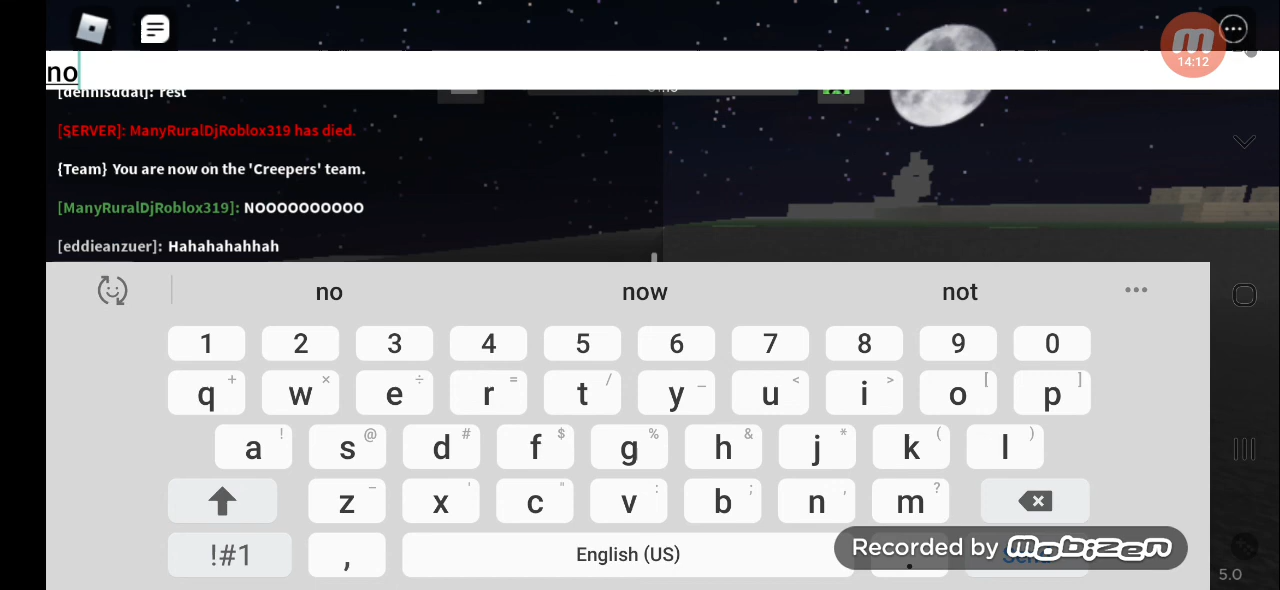 14:12
no
[dennisddal]: rest
[SERVER]: ManyRuralDjRoblox319 has died.
{Team} You are now on the 'Creepers' team.
[ManyRuralDjRoblox319]: NOOOOOOOOOO
[eddieanzuer]: Hahahahahhah
no now not
1 2 3 4 5 6 7 8 9 0
q + w × e ÷ r = t / y _ u < i > o [ p ]
a ! s @ d # f $ g % h & j * k ( l )
z - x ' c " v : b ; n , m ?
!#1 , English (US) .
Recorded by mobizen
5.0